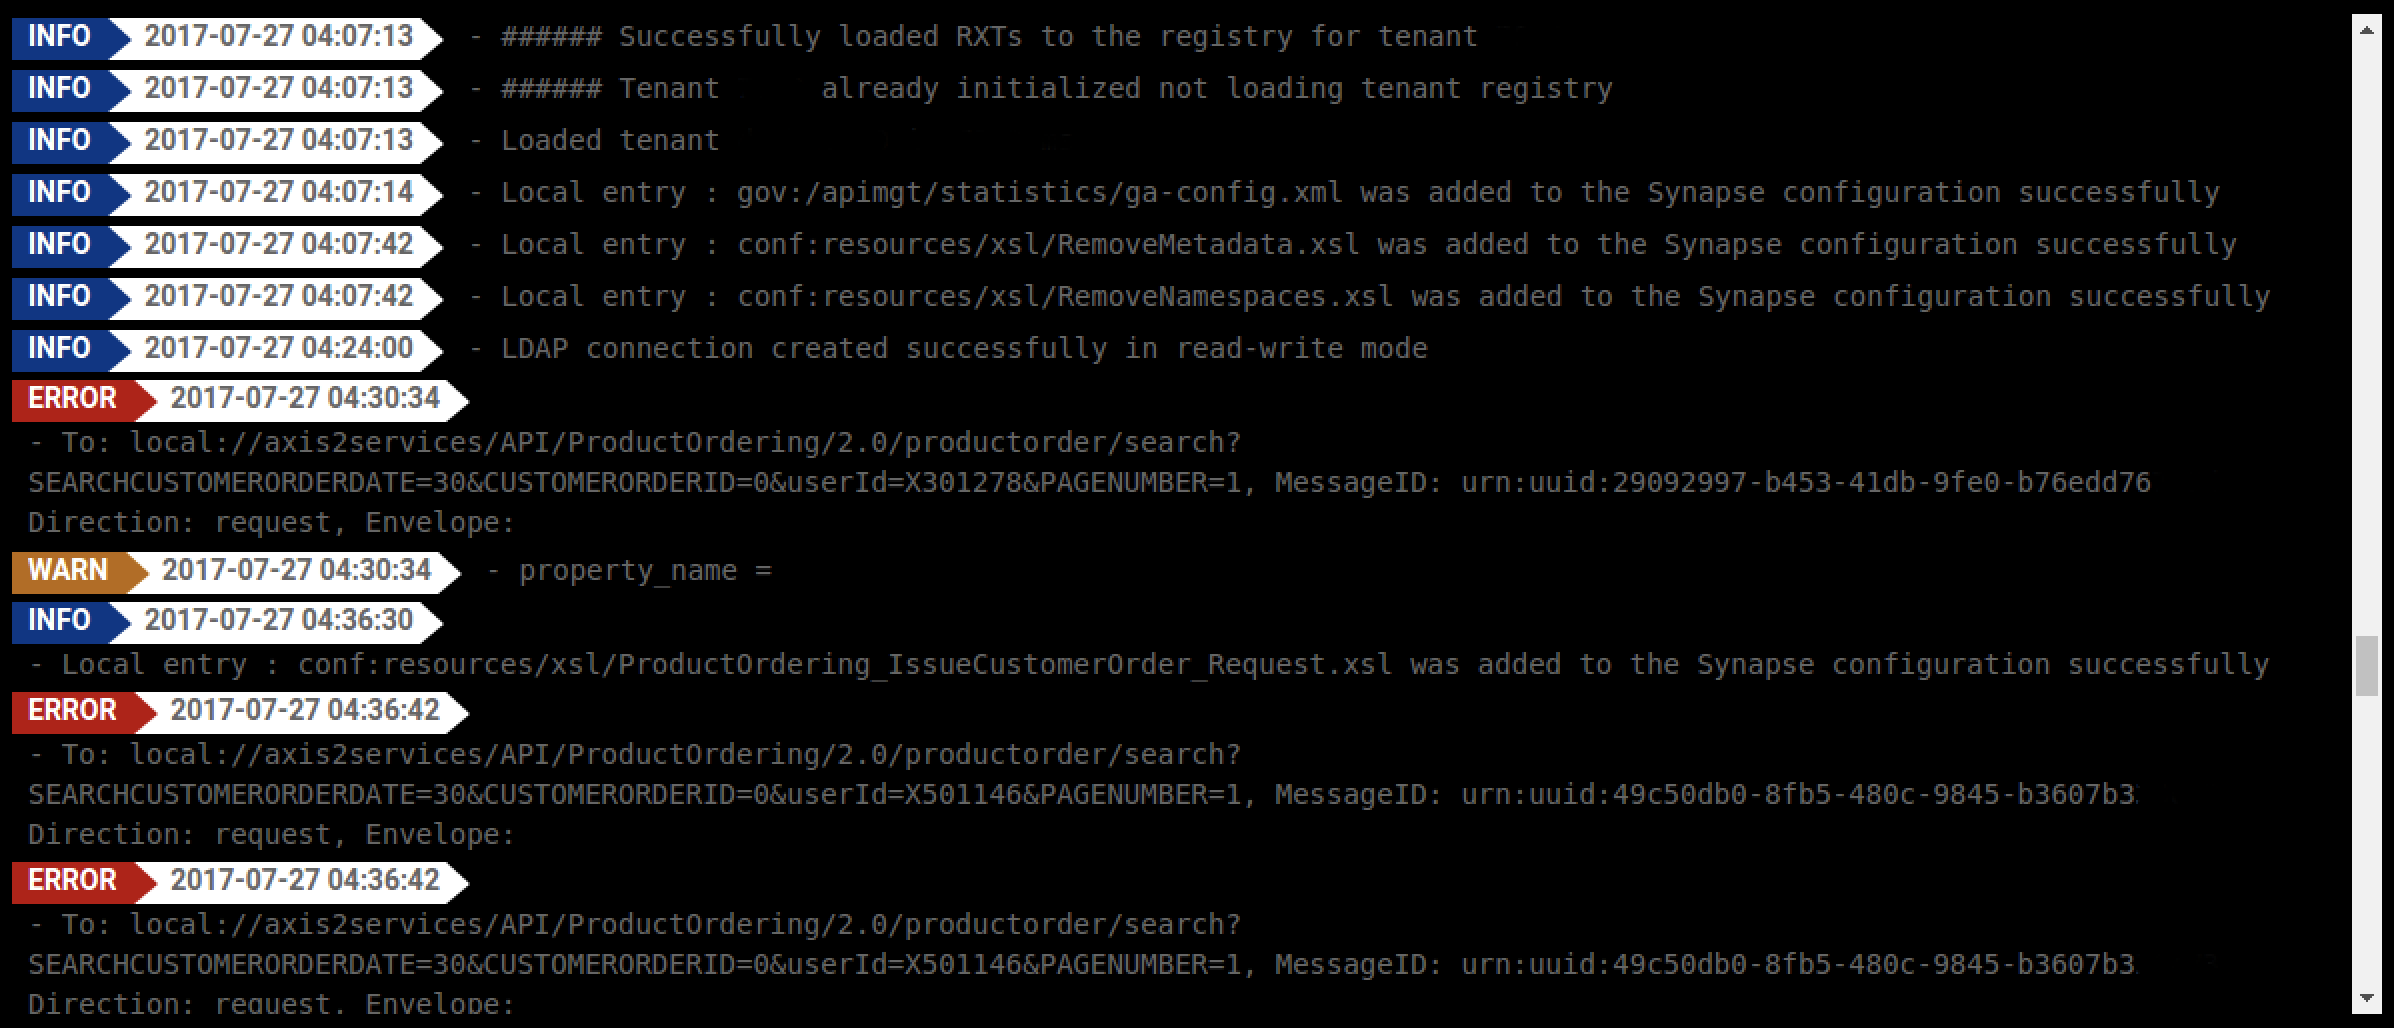 INFO 2017-07-27 04:07:13 - ###### Successfully loaded RXTs to the registry for tenant
INFO 2017-07-27 04:07:13 - ###### Tenant already initialized not loading tenant registry
INFO 2017-07-27 04:07:13 - Loaded tenant
INFO 2017-07-27 04:07:14 - Local entry : gov:/apimgt/statistics/ga-config.xml was added to the Synapse configuration successfully
INFO 2017-07-27 04:07:42 - Local entry : conf:resources/xsl/RemoveMetadata.xsl was added to the Synapse configuration successfully
INFO 2017-07-27 04:07:42 - Local entry : conf:resources/xsl/RemoveNamespaces.xsl was added to the Synapse configuration successfully
INFO 2017-07-27 04:24:00 - LDAP connection created successfully in read-write mode
ERROR 2017-07-27 04:30:34
- To: local://axis2services/API/ProductOrdering/2.0/productorder/search?
SEARCHCUSTOMERORDERDATE=30&CUSTOMERORDERID=0&userId=X301278&PAGENUMBER=1, MessageID: urn:uuid:29092997-b453-41db-9fe0-b76edd76
Direction: request, Envelope:
WARN 2017-07-27 04:30:34 - property_name =
INFO 2017-07-27 04:36:30
- Local entry : conf:resources/xsl/ProductOrdering_IssueCustomerOrder_Request.xsl was added to the Synapse configuration successfully
ERROR 2017-07-27 04:36:42
- To: local://axis2services/API/ProductOrdering/2.0/productorder/search?
SEARCHCUSTOMERORDERDATE=30&CUSTOMERORDERID=0&userId=X501146&PAGENUMBER=1, MessageID: urn:uuid:49c50db0-8fb5-480c-9845-b3607b3
Direction: request, Envelope:
ERROR 2017-07-27 04:36:42
- To: local://axis2services/API/ProductOrdering/2.0/productorder/search?
SEARCHCUSTOMERORDERDATE=30&CUSTOMERORDERID=0&userId=X501146&PAGENUMBER=1, MessageID: urn:uuid:49c50db0-8fb5-480c-9845-b3607b3
Direction: request, Envelope: